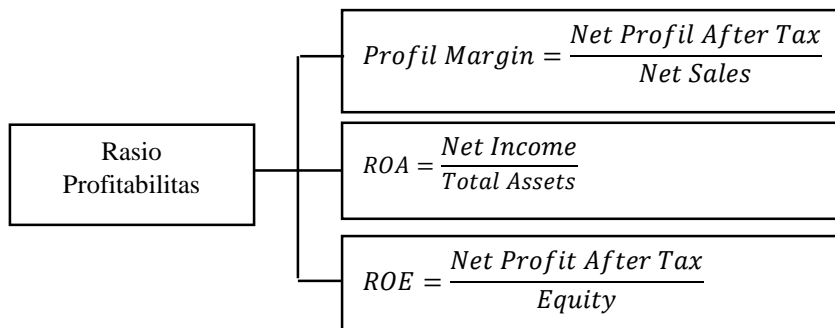 Rasio
Profitabilitas
Profil Margin = Net Profil After Tax / Net Sales
ROA = Net Income / Total Assets
ROE = Net Profit After Tax / Equity